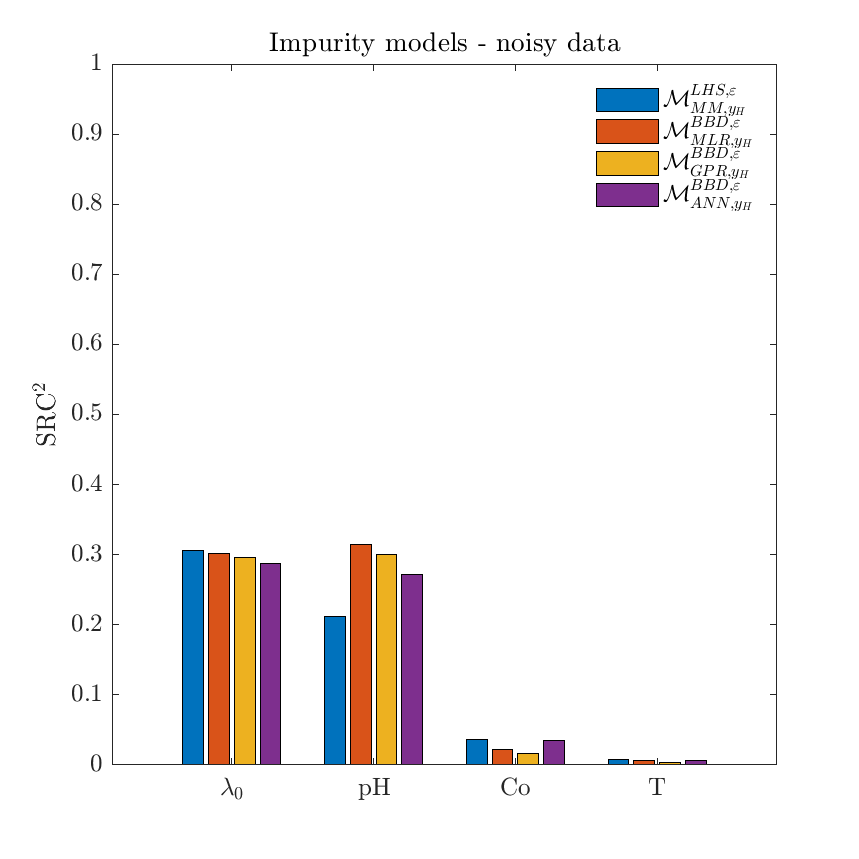 Impurity models - noisy data
1
0.9
0.8
0.7
0.6
0.5
0.4
0.3
0.2
0.1
0
SRC²
λ₀
pH
Co
T
𝓜^{LHS,ε}_{MM,y_H}
𝓜^{BBD,ε}_{MLR,y_H}
𝓜^{BBD,ε}_{GPR,y_H}
𝓜^{BBD,ε}_{ANN,y_H}